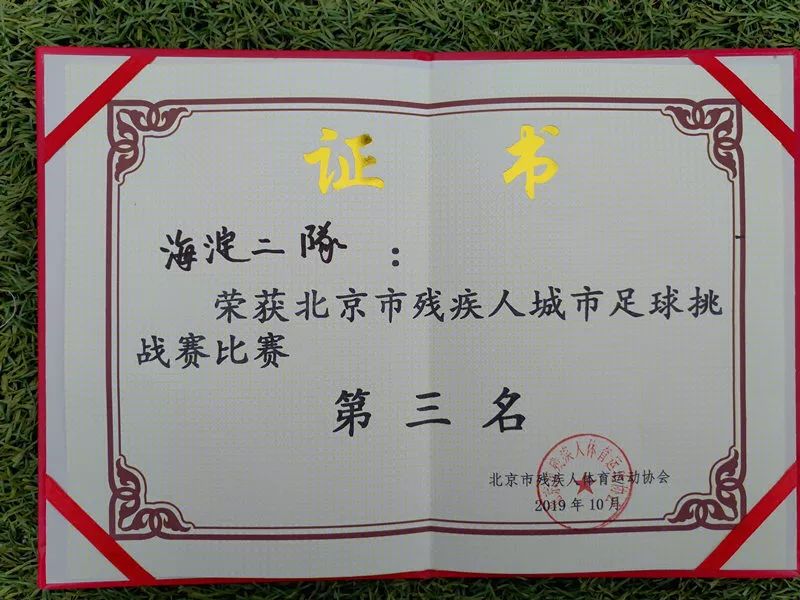 证 书
海淀二隊 :
荣获北京市残疾人城市足球挑
战赛比赛
第三名
北京市残疾人体育运动协会
2019年10月